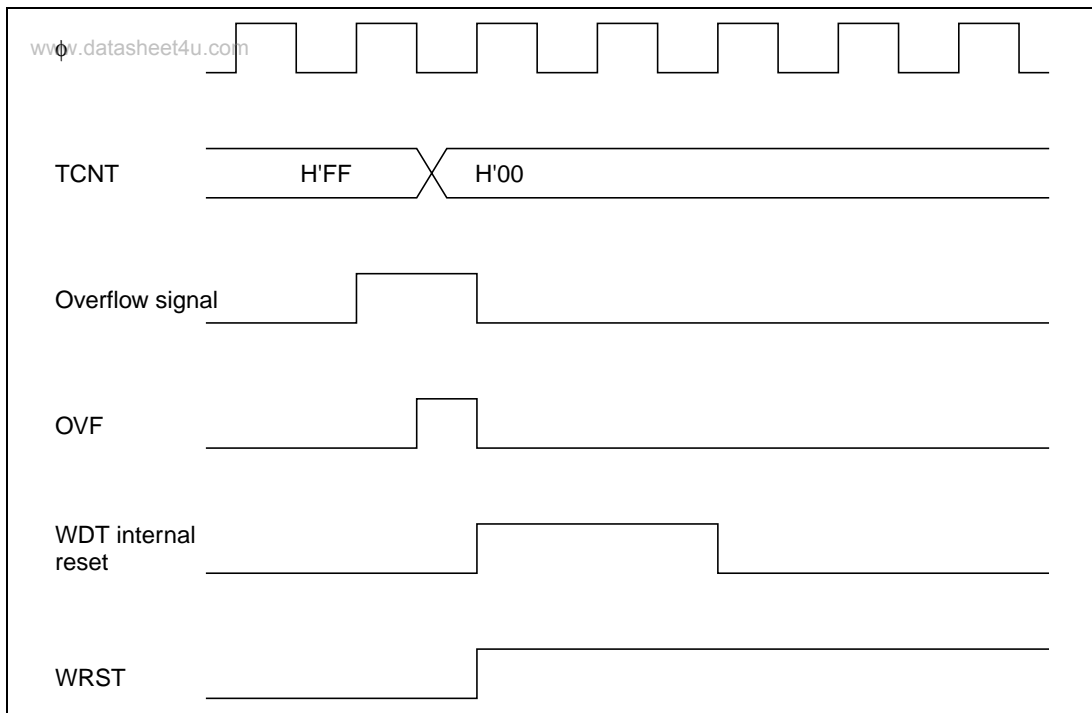 www.datasheet4u.com
φ
TCNT
H'FF
H'00
Overflow signal
OVF
WDT internal
reset
WRST